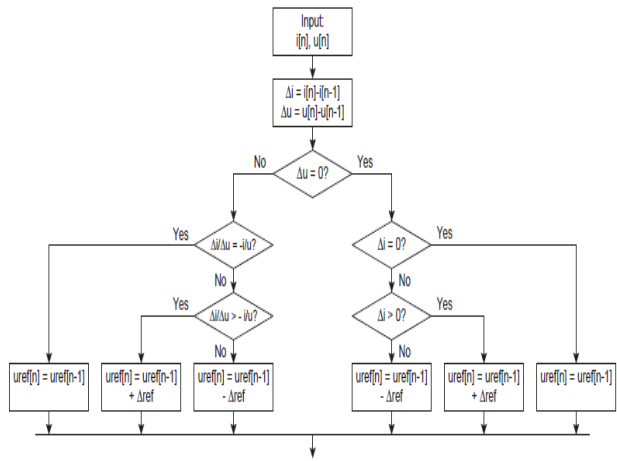 Input:
i[n], u[n]
Δi = i[n]-i[n-1]
Δu = u[n]-u[n-1]
No
Δu = 0?
Yes
Yes
Δi/Δu = -i/u?
Δi = 0?
Yes
No
No
Yes
Δi/Δu > - i/u?
Δi > 0?
Yes
No
No
uref[n] = uref[n-1]
uref[n] = uref[n-1]
+ Δref
uref[n] = uref[n-1]
- Δref
uref[n] = uref[n-1]
- Δref
uref[n] = uref[n-1]
+ Δref
uref[n] = uref[n-1]